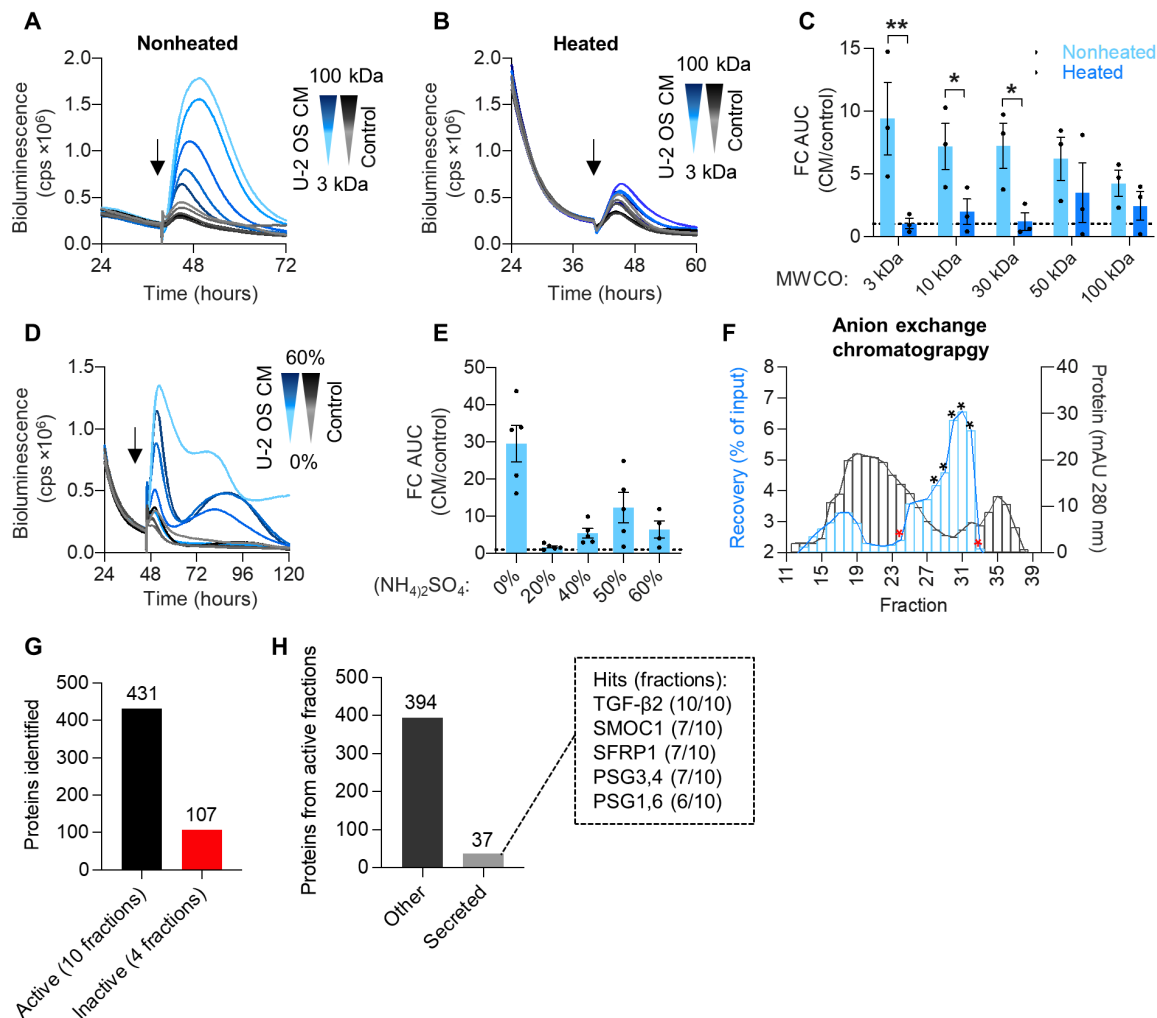 A
Nonheated
Bioluminescence
(cps ×10⁶)
2.0
1.5
1.0
0.5
0.0
24
48
72
Time (hours)
100 kDa
U-2 OS CM
Control
3 kDa
B
Heated
Bioluminescence
(cps ×10⁶)
2.0
1.5
1.0
0.5
0.0
24
36
48
60
Time (hours)
100 kDa
U-2 OS CM
Control
3 kDa
C
FC AUC
(CM/control)
15
10
5
0
**
*
*
Nonheated
Heated
MWCO:
3 kDa
10 kDa
30 kDa
50 kDa
100 kDa
D
Bioluminescence
(cps ×10⁶)
1.5
1.0
0.5
0.0
24
48
72
96
120
Time (hours)
60%
U-2 OS CM
Control
0%
E
FC AUC
(CM/control)
50
40
30
20
10
0
(NH₄)₂SO₄:
0%
20%
40%
50%
60%
F
Anion exchange
chromatograpgy
Recovery (% of input)
8
7
6
5
4
3
2
Protein (mAU 280 nm)
40
30
20
10
0
* * * * * * *
11
15
19
23
27
31
35
39
Fraction
G
Proteins identified
500
400
300
200
100
0
431
107
Active (10 fractions)
Inactive (4 fractions)
H
Proteins from active fractions
500
400
300
200
100
0
394
37
Other
Secreted
Hits (fractions):
TGF-β2 (10/10)
SMOC1 (7/10)
SFRP1 (7/10)
PSG3,4 (7/10)
PSG1,6 (6/10)